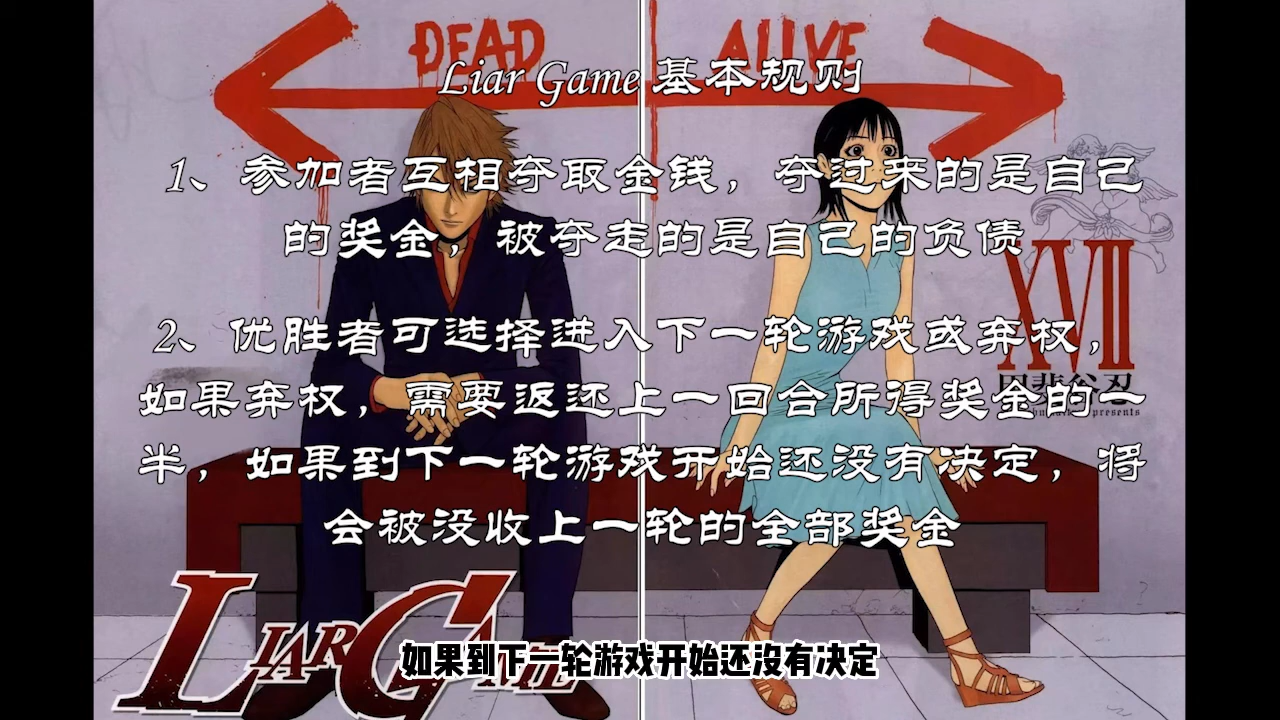 DEAD
ALIVE
Liar Game 基本规则
1、参加者互相夺取金钱，夺过来的是自己
的奖金，被夺走的是自己的负债
XVII
2、优胜者可选择进入下一轮游戏或弃权，
如果弃权，需要返还上一回合所得奖金的一
presents
半，如果到下一轮游戏开始还没有决定，将
会被没收上一轮的全部奖金
LIAR GAME
如果到下一轮游戏开始还没有决定